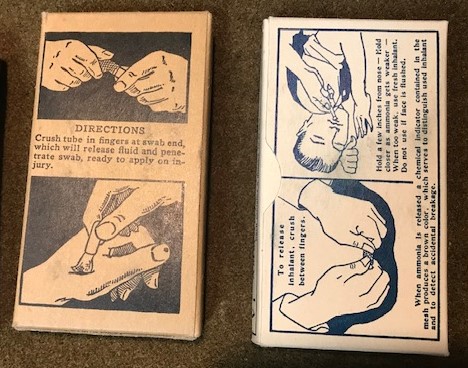 DIRECTIONS
Crush tube in fingers at swab end,
which will release fluid and pene-
trate swab, ready to apply on in-
jury.
Hold a few inches from nose — Hold
closer as ammonia gets weaker —
When too weak, use fresh inhalant.
Do not use if face is flushed.
To release
inhalant, crush
between fingers.
When ammonia is released a chemical indicator contained in the
mesh produces a brown color, which serves to distinguish used inhalant
and to detect accidental breakage.